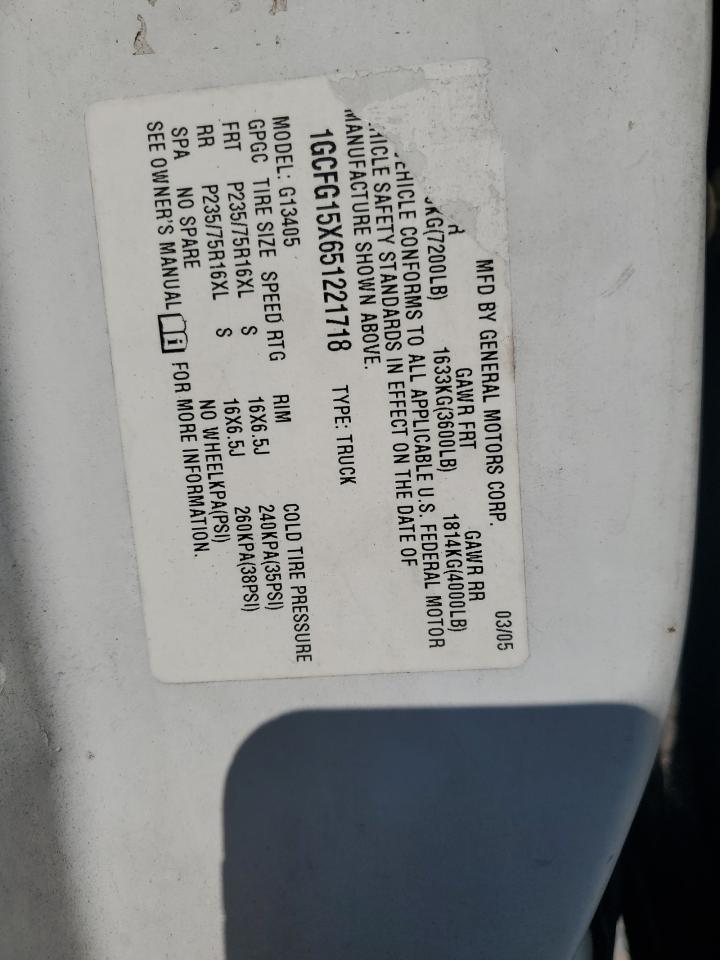 MFD BY GENERAL MOTORS CORP. 03/05
GAWR FRT GAWR RR
KG(7200LB) 1633KG(3600LB) 1814KG(4000LB)
VEHICLE CONFORMS TO ALL APPLICABLE U.S. FEDERAL MOTOR
HICLE SAFETY STANDARDS IN EFFECT ON THE DATE OF
MANUFACTURE SHOWN ABOVE.
1GCFG15X651221718 TYPE: TRUCK
MODEL: G13405
GPGC TIRE SIZE SPEED RTG RIM COLD TIRE PRESSURE
FRT P235/75R16XL S 16X6.5J 240KPA(35PSI)
RR P235/75R16XL S 16X6.5J 260KPA(38PSI)
SPA NO SPARE NO WHEELKPA(PSI)
SEE OWNER'S MANUAL FOR MORE INFORMATION.